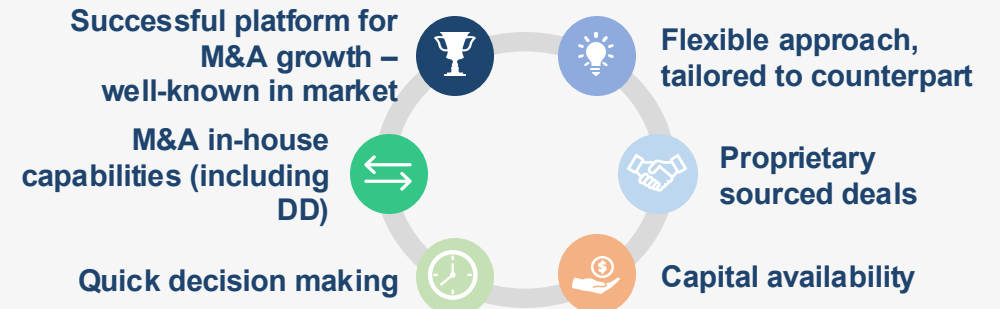 Successful platform for
M&A growth –
well-known in market
Flexible approach,
tailored to counterpart
M&A in-house
capabilities (including
DD)
Proprietary
sourced deals
Quick decision making
Capital availability
$